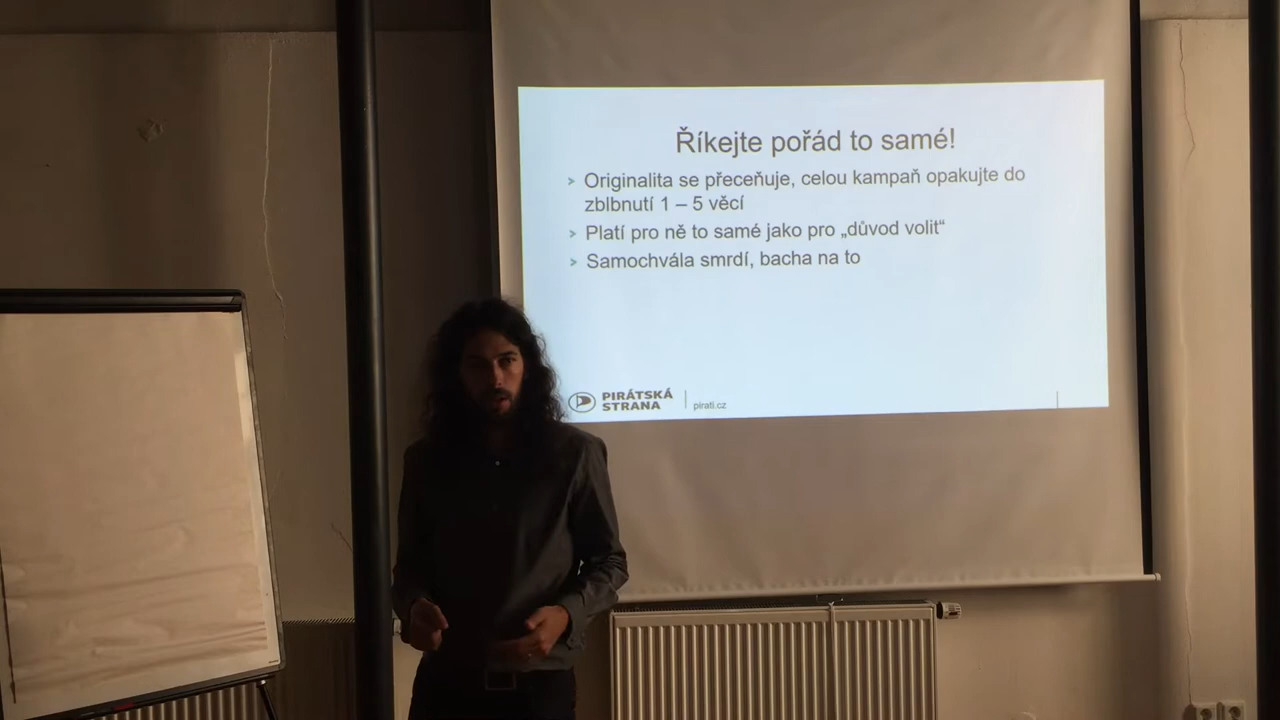 Říkejte pořád to samé!
Originalita se přeceňuje, celou kampaň opakujte do
zblbnutí 1 – 5 věcí
Platí pro ně to samé jako pro „důvod volit“
Samochvála smrdí, bacha na to
PIRÁTSKÁ
STRANA
pirati.cz